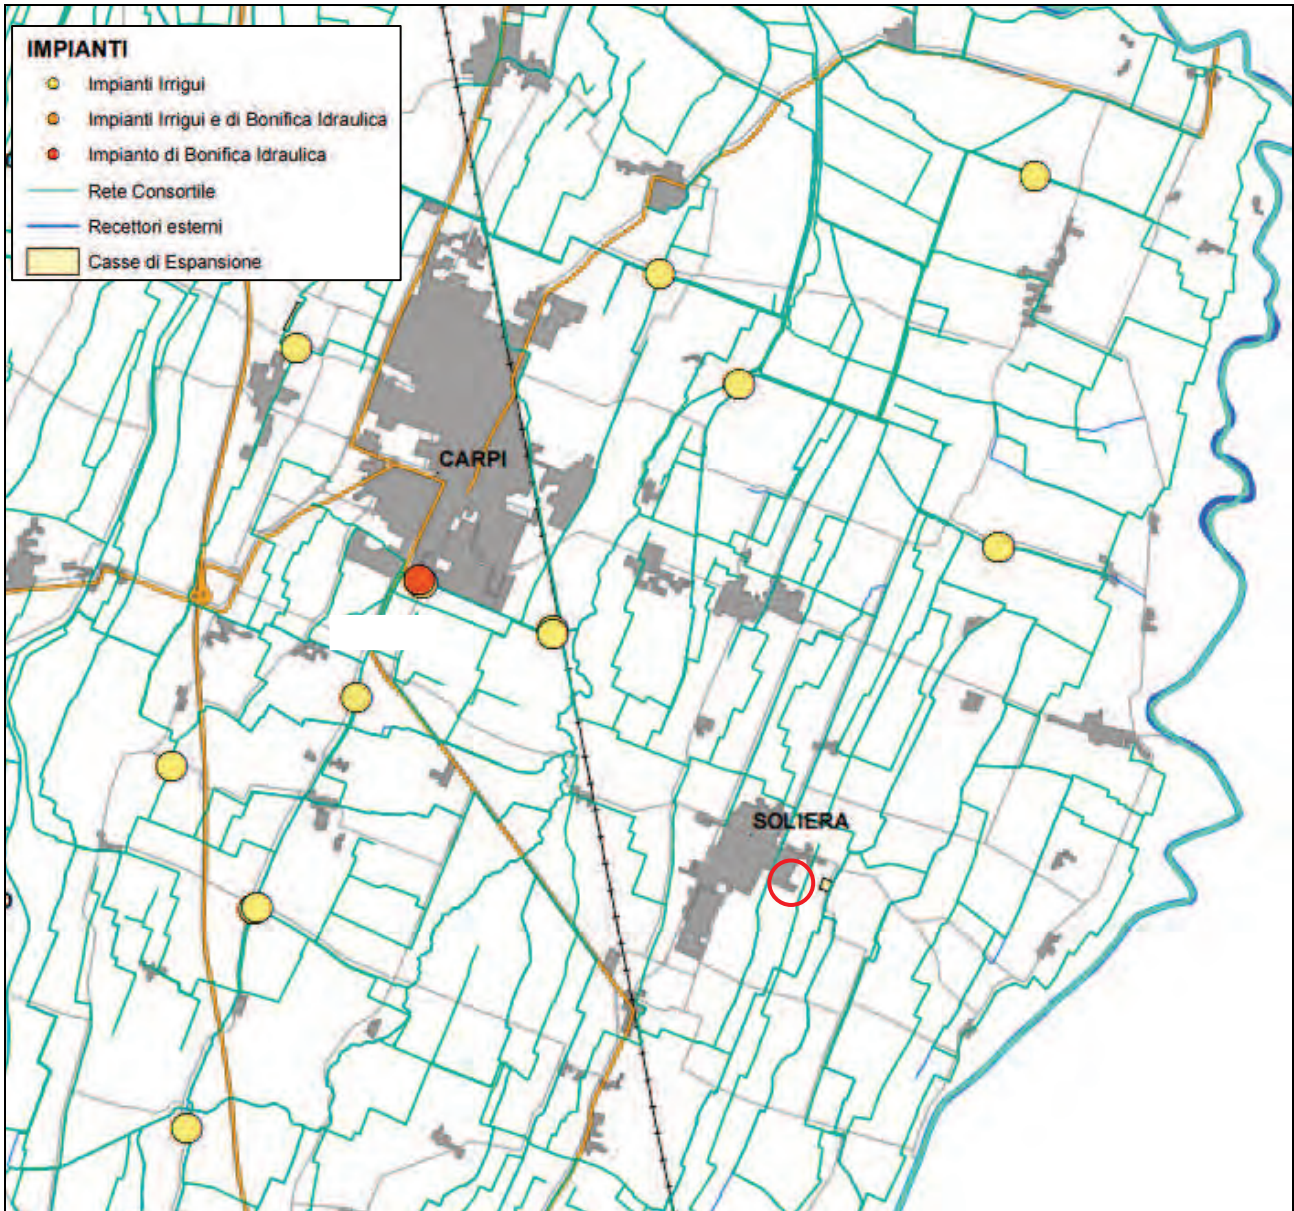 IMPIANTI
Impianti Irrigui
Impianti Irrigui e di Bonifica Idraulica
Impianto di Bonifica Idraulica
Rete Consortile
Recettori esterni
Casse di Espansione
CARPI
SOLIERA